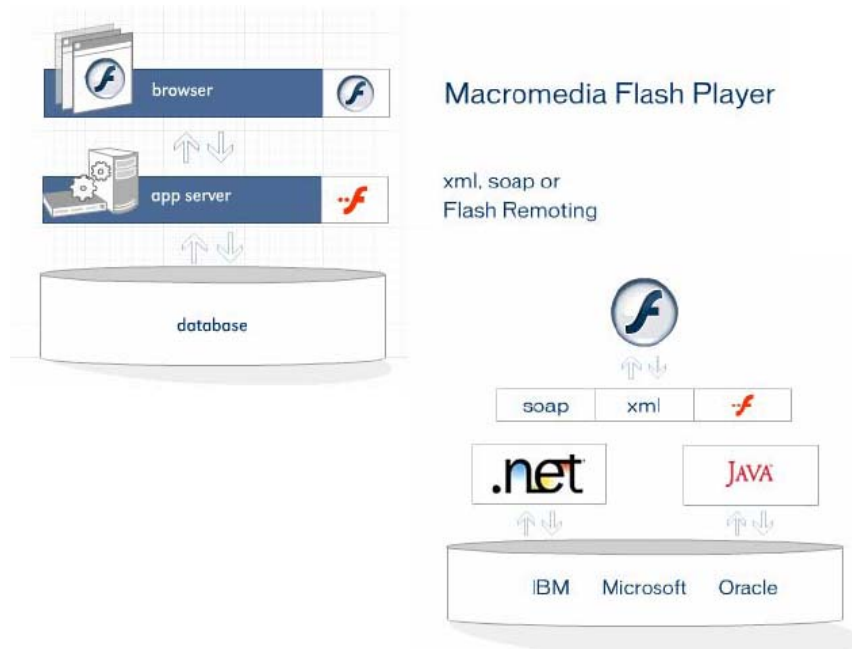 browser
Macromedia Flash Player
app server
xml, soap or
Flash Remoting
database
soap xml
.net JAVA
IBM Microsoft Oracle